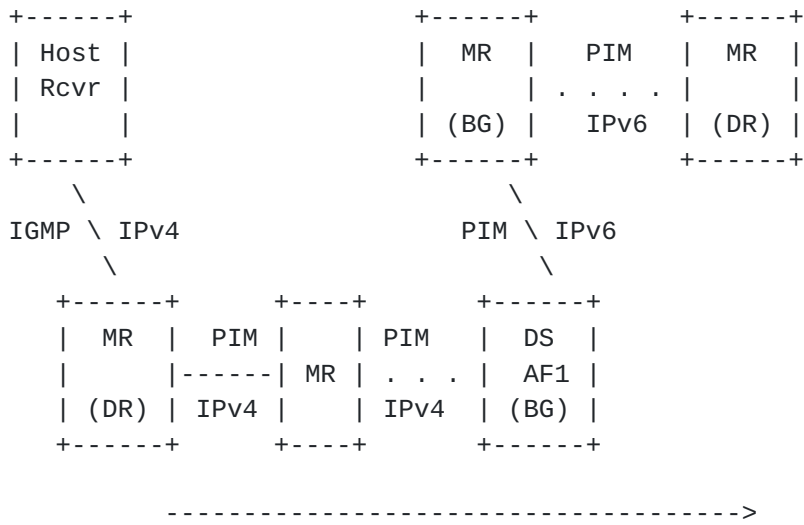 +------+                   +------+         +------+
| Host |                   |  MR  |   PIM   |  MR  |
| Rcvr |                   |      | . . . . |      |
|      |                   | (BG) |   IPv6  | (DR) |
+------+                   +------+         +------+
    \                            \
IGMP \ IPv4                   PIM \ IPv6
      \                            \
   +------+      +----+       +------+
   |  MR  |  PIM |    | PIM   |  DS  |
   |      |------| MR | . . . |  AF1 |
   | (DR) | IPv4 |    | IPv4  | (BG) |
   +------+      +----+       +------+
          ------------------------------------->